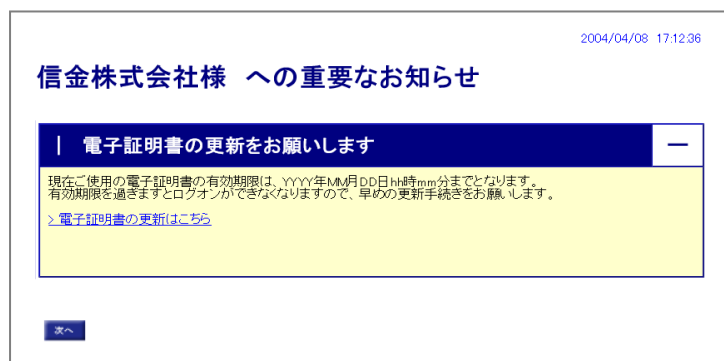 2004/04/08 17:12:36
信金株式会社様 への重要なお知らせ
| 電子証明書の更新をお願いします ー
現在ご使用の電子証明書の有効期限は、YYYY年MM月DD日hh時mm分までとなります。
有効期限を過ぎますとログオンができなくなりますので、早めの更新手続きをお願いします。
> 電子証明書の更新はこちら
次へ